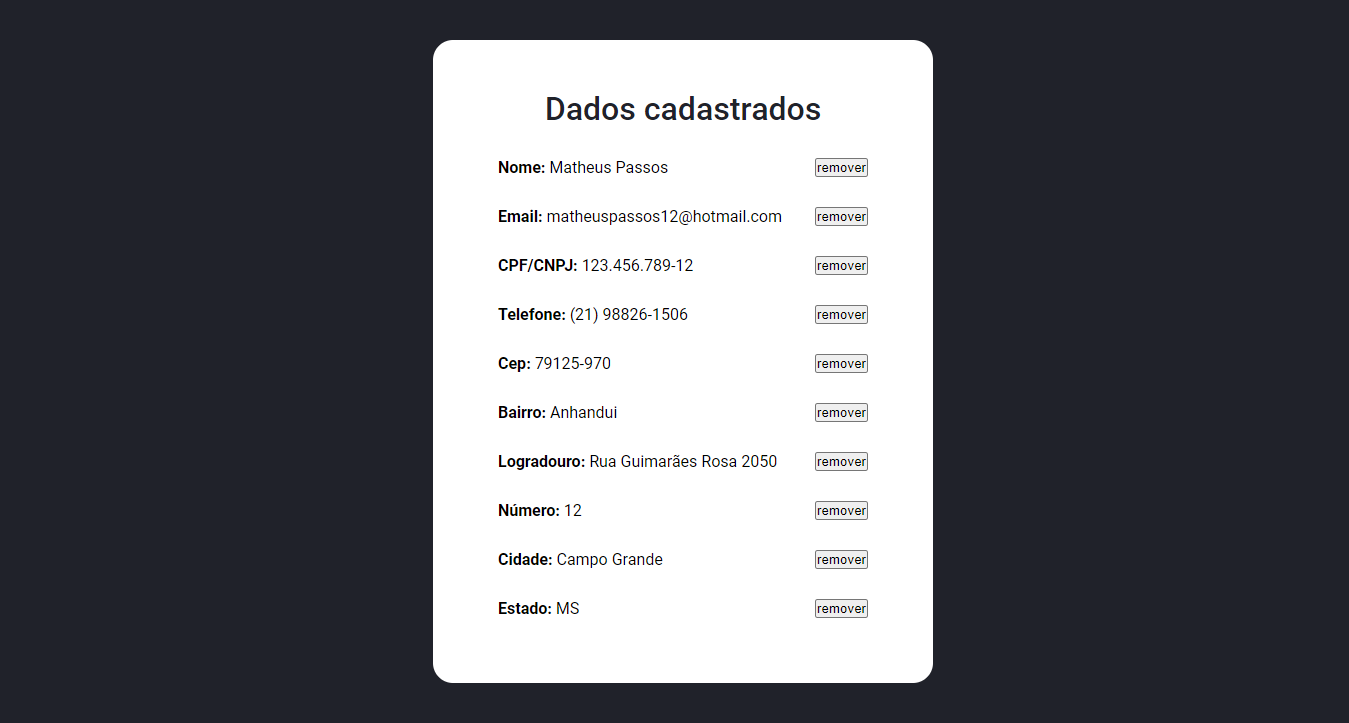 Dados cadastrados
Nome: Matheus Passos remover
Email: matheuspassos12@hotmail.com remover
CPF/CNPJ: 123.456.789-12 remover
Telefone: (21) 98826-1506 remover
Cep: 79125-970 remover
Bairro: Anhandui remover
Logradouro: Rua Guimarães Rosa 2050 remover
Número: 12 remover
Cidade: Campo Grande remover
Estado: MS remover